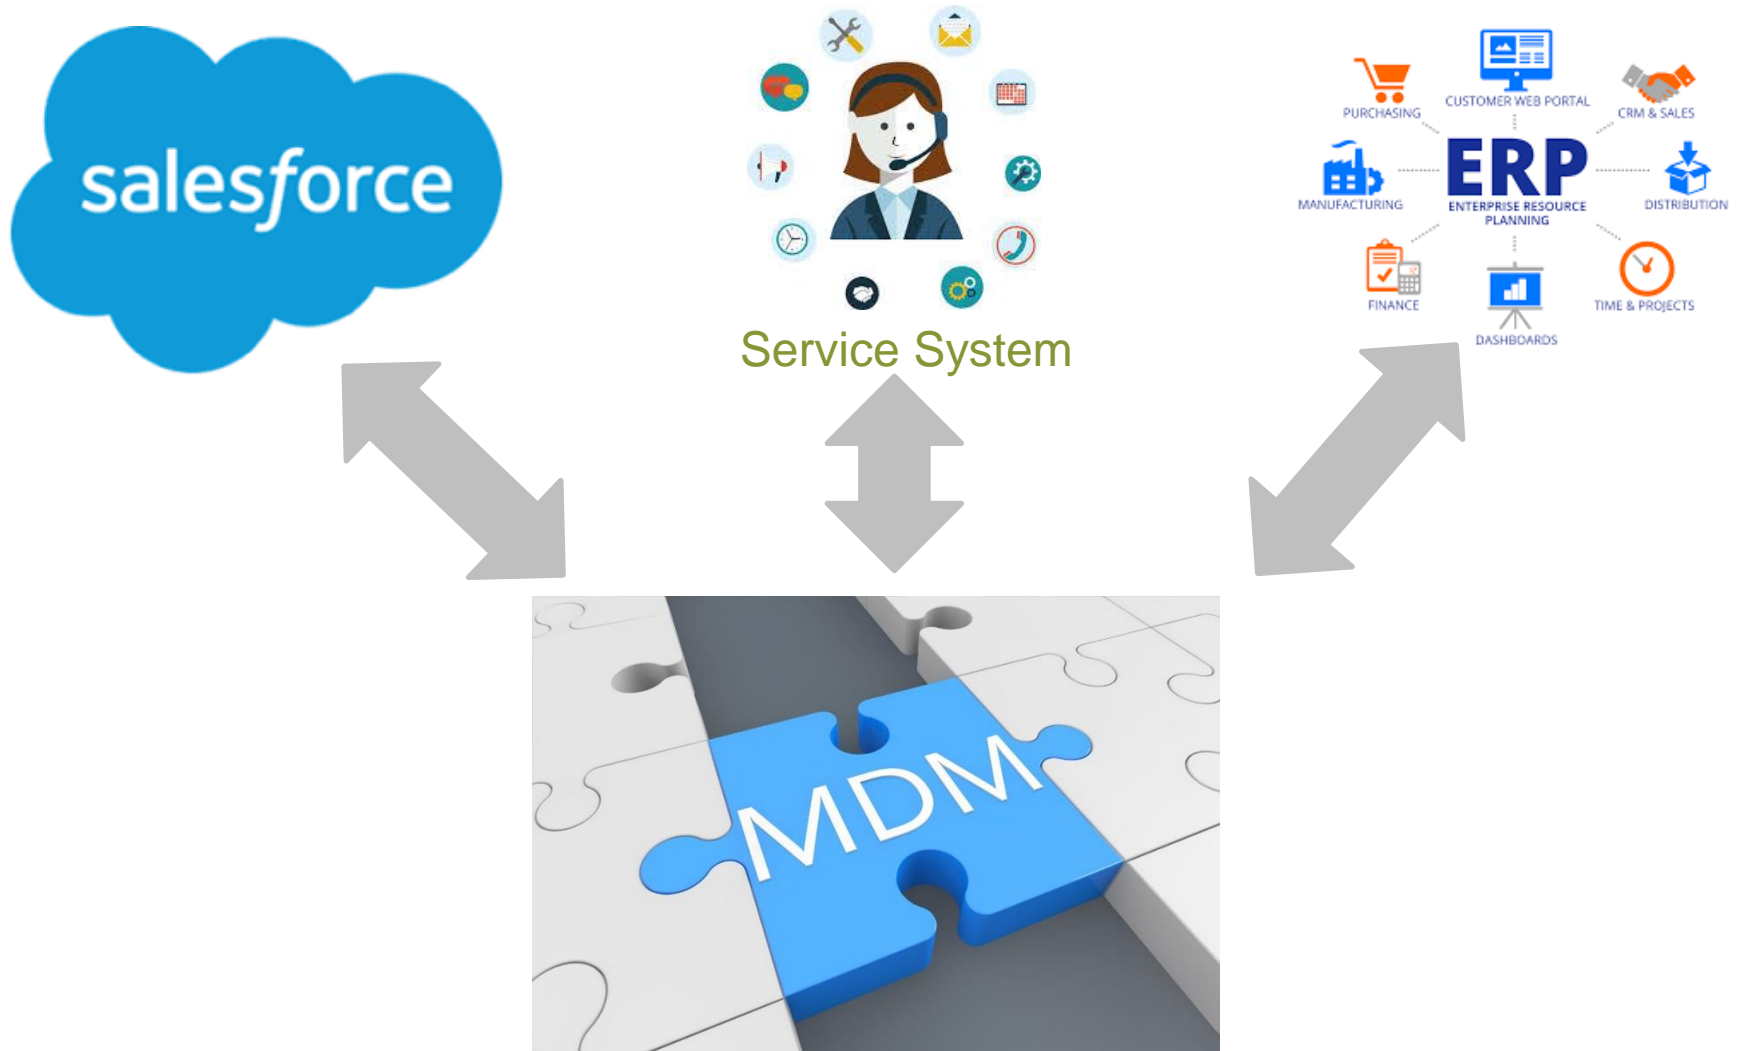 salesforce
Service System
PURCHASING
CUSTOMER WEB PORTAL
CRM & SALES
MANUFACTURING
ERP
ENTERPRISE RESOURCE
PLANNING
DISTRIBUTION
FINANCE
DASHBOARDS
TIME & PROJECTS
MDM